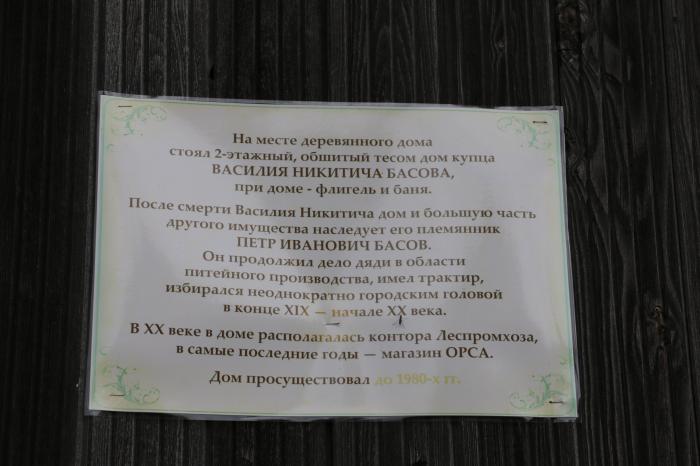 На месте деревянного дома
стоял 2-этажный, обшитый тесом дом купца
ВАСИЛИЯ НИКИТИЧА БАСОВА,
при доме - флигель и баня.
После смерти Василия Никитича дом и большую часть
другого имущества наследует его племянник
ПЕТР ИВАНОВИЧ БАСОВ.
Он продолжил дело дяди в области
питейного производства, имел трактир,
избирался неоднократно городским головой
в конце XIX — начале XX века.
В XX веке в доме располагалась контора Леспромхоза,
в самые последние годы — магазин ОРСА.
Дом просуществовал до 1980-х гг.